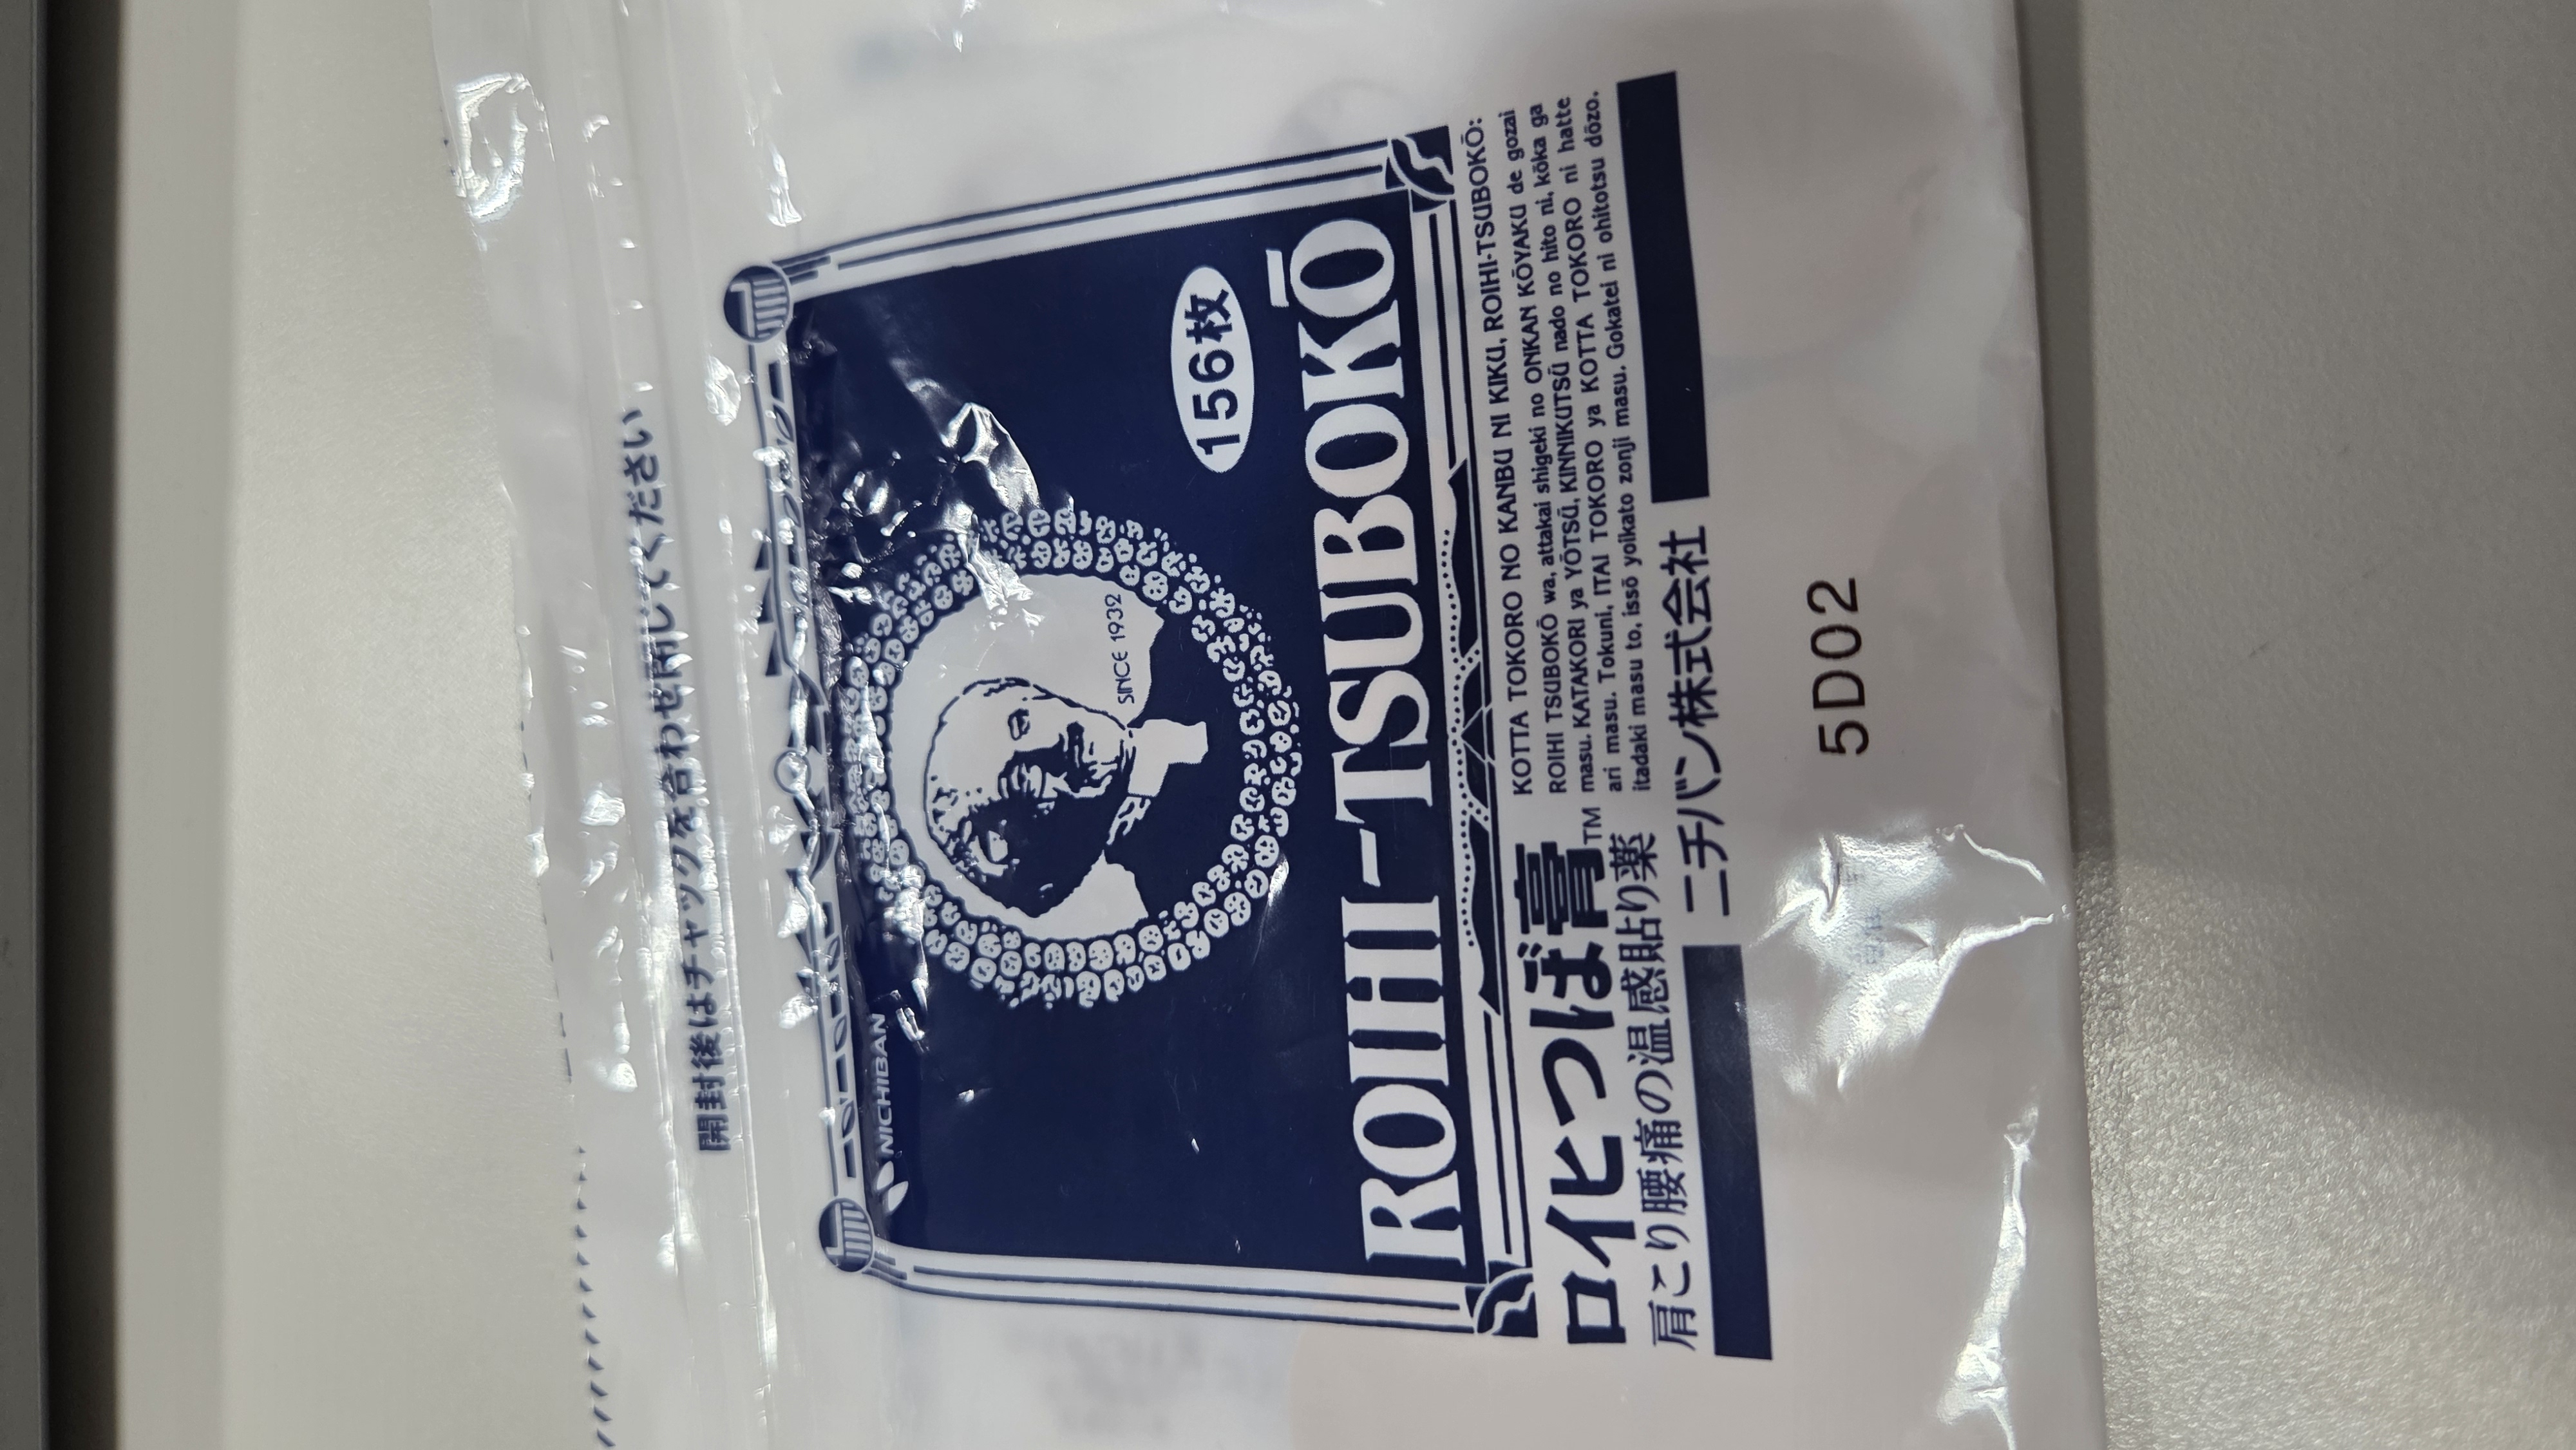 開封後はチャックを合わせ閉じてください
NICHIBAN
SINCE 1932
156枚
ROIHI-TSUBOKŌ
ロイヒつぼ膏™
肩こり腰痛の温感貼り薬
KOTTA TOKORO NO KANBU NI KIKU, ROIHI-TSUBOKŌ:
ROIHI TSUBOKŌ wa, attakai shigeki no ONKAN KŌYAKU de gozai
masu. KATAKORI ya YŌTSŪ, KINNIKUTSŪ nado no hito ni, kōka ga
ari masu. Tokuni, ITAI TOKORO ya KOTTA TOKORO ni hatte
itadaki masu to, issō yoikato zonji masu. Gokatei ni ohitotsu dōzo.
ニチバン株式会社
5D02